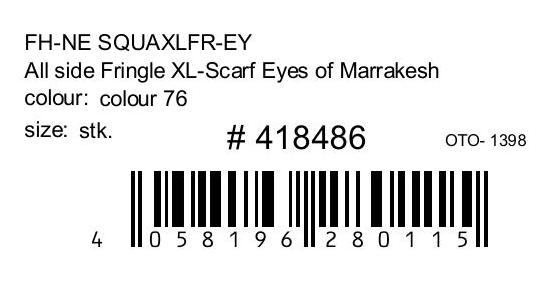 FH-NE SQUAXLFR-EY
All side Fringle XL-Scarf Eyes of Marrakesh
colour: colour 76
size: stk.
# 418486
OTO- 1398
4 058196 280115